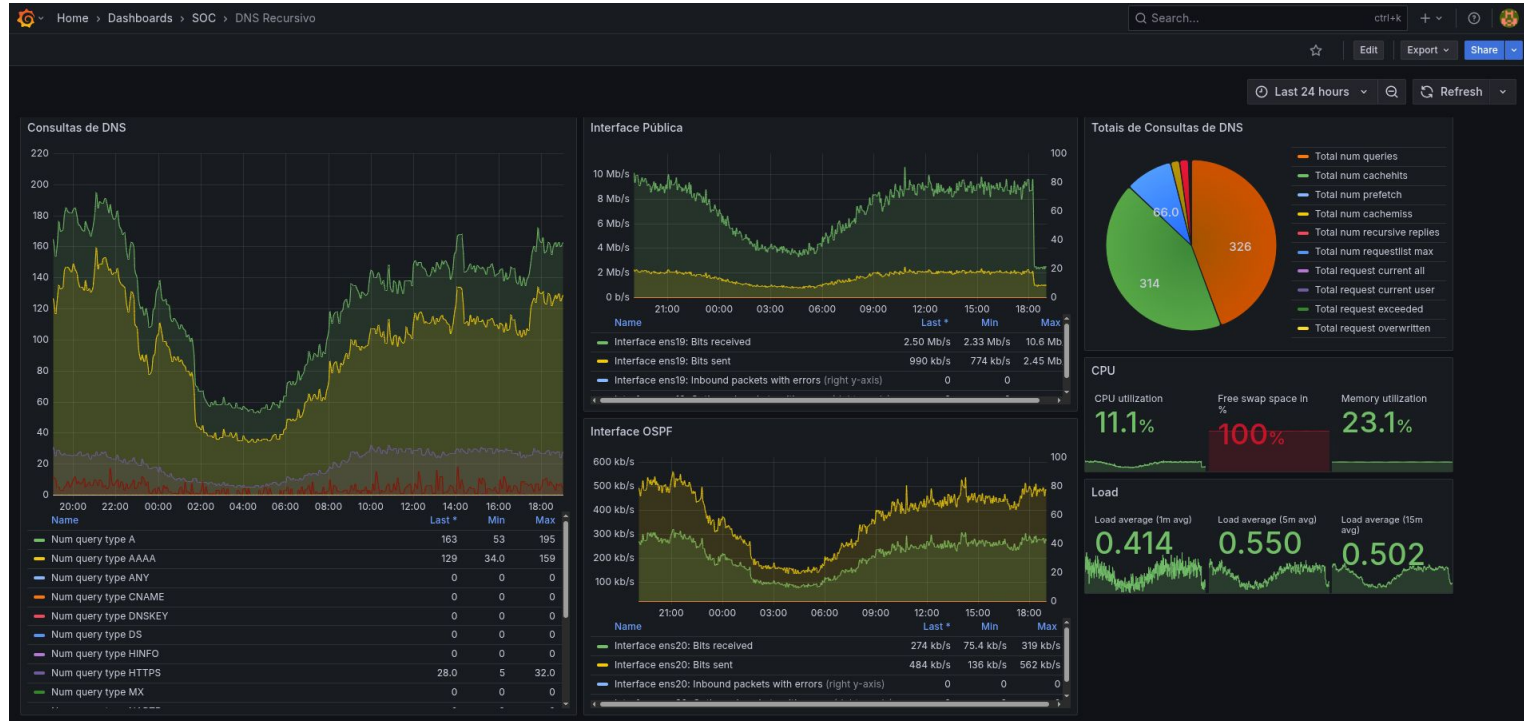 Home › Dashboards › SOC › DNS Recursivo
Search...
ctrl+k
Edit
Export
Share
Last 24 hours
Refresh
Consultas de DNS
220
200
180
160
140
120
100
80
60
40
20
0
20:00 22:00 00:00 02:00 04:00 06:00 08:00 10:00 12:00 14:00 16:00 18:00
Name Last * Min Max
Num query type A 163 53 195
Num query type AAAA 129 34.0 159
Num query type ANY 0 0 0
Num query type CNAME 0 0 0
Num query type DNSKEY 0 0 0
Num query type DS 0 0 0
Num query type HINFO 0 0 0
Num query type HTTPS 28.0 5 32.0
Num query type MX 0 0 0
Interface Pública
10 Mb/s
8 Mb/s
6 Mb/s
4 Mb/s
2 Mb/s
0 b/s
100
80
60
40
20
0
21:00 00:00 03:00 06:00 09:00 12:00 15:00 18:00
Name Last * Min Max
Interface ens19: Bits received 2.50 Mb/s 2.33 Mb/s 10.6 Mb
Interface ens19: Bits sent 990 kb/s 774 kb/s 2.45 Mb
Interface ens19: Inbound packets with errors (right y-axis) 0 0
Interface OSPF
600 kb/s
500 kb/s
400 kb/s
300 kb/s
200 kb/s
100 kb/s
100
80
60
40
20
0
21:00 00:00 03:00 06:00 09:00 12:00 15:00 18:00
Name Last * Min Max
Interface ens20: Bits received 274 kb/s 75.4 kb/s 319 kb/s
Interface ens20: Bits sent 484 kb/s 136 kb/s 562 kb/s
Interface ens20: Inbound packets with errors (right y-axis) 0 0 0
Totais de Consultas de DNS
66.0
326
314
Total num queries
Total num cachehits
Total num prefetch
Total num cachemiss
Total num recursive replies
Total num requestlist max
Total request current all
Total request current user
Total request exceeded
Total request overwritten
CPU
CPU utilization
11.1%
Free swap space in
%
100%
Memory utilization
23.1%
Load
Load average (1m avg)
0.414
Load average (5m avg)
0.550
Load average (15m
avg)
0.502